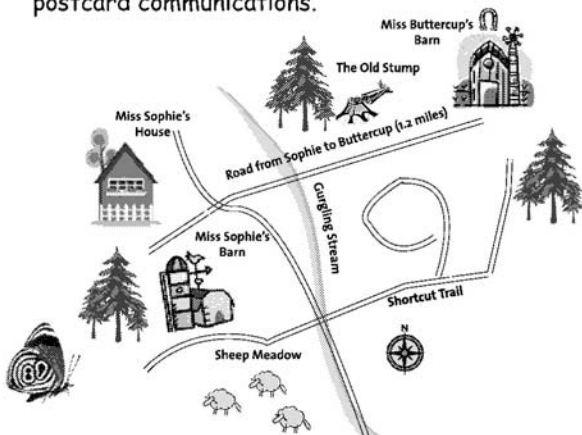 postcard communications.
Miss Buttercup's
Barn
The Old Stump
Miss Sophie's
House
Road from Sophie to Buttercup (1.2 miles)
Gurgling Stream
Miss Sophie's
Barn
Shortcut Trail
N
Sheep Meadow